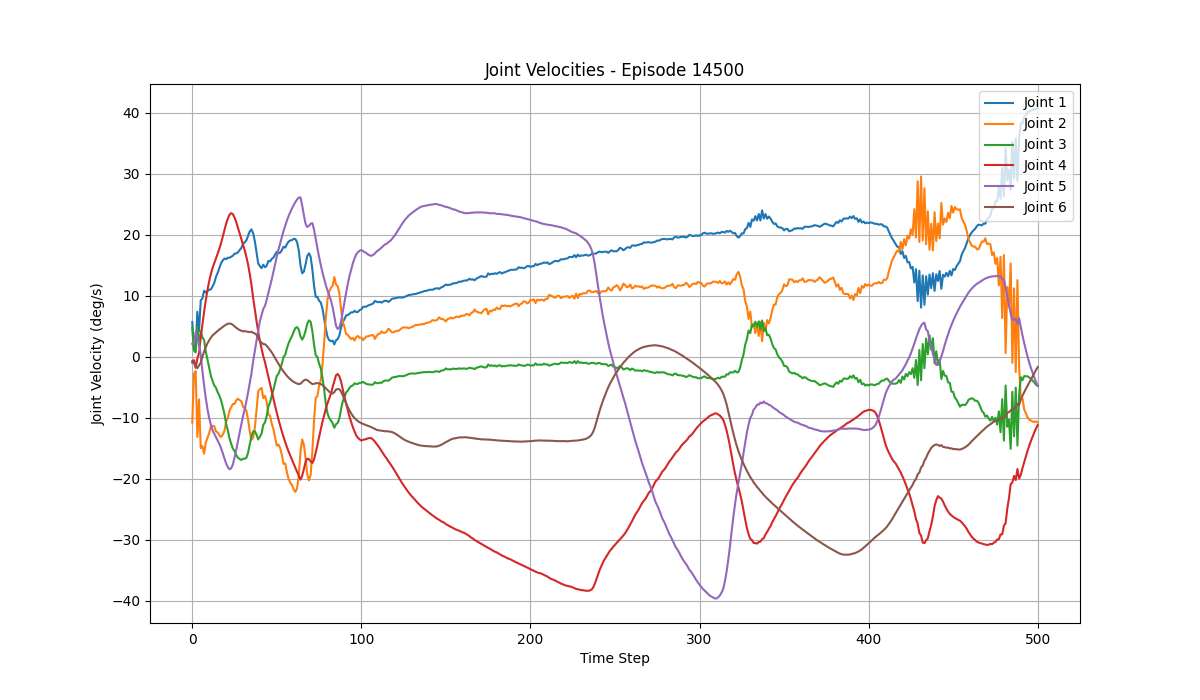 Joint Velocities - Episode 14500
Joint Velocity (deg/s)
40
30
20
10
0
−10
−20
−30
−40
Joint 1
Joint 2
Joint 3
Joint 4
Joint 5
Joint 6
0
100
200
300
400
500
Time Step